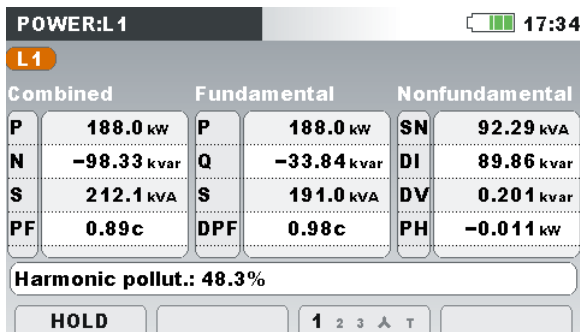 POWER:L1 17:34
L1
Combined Fundamental Nonfundamental
P 188.0 kW P 188.0 kW SN 92.29 kVA
N -98.33 kvar Q -33.84 kvar DI 89.86 kvar
S 212.1 kVA S 191.0 kVA DV 0.201 kvar
PF 0.89c DPF 0.98c PH -0.011 kW
Harmonic pollut.: 48.3%
HOLD 1 2 3 人 T